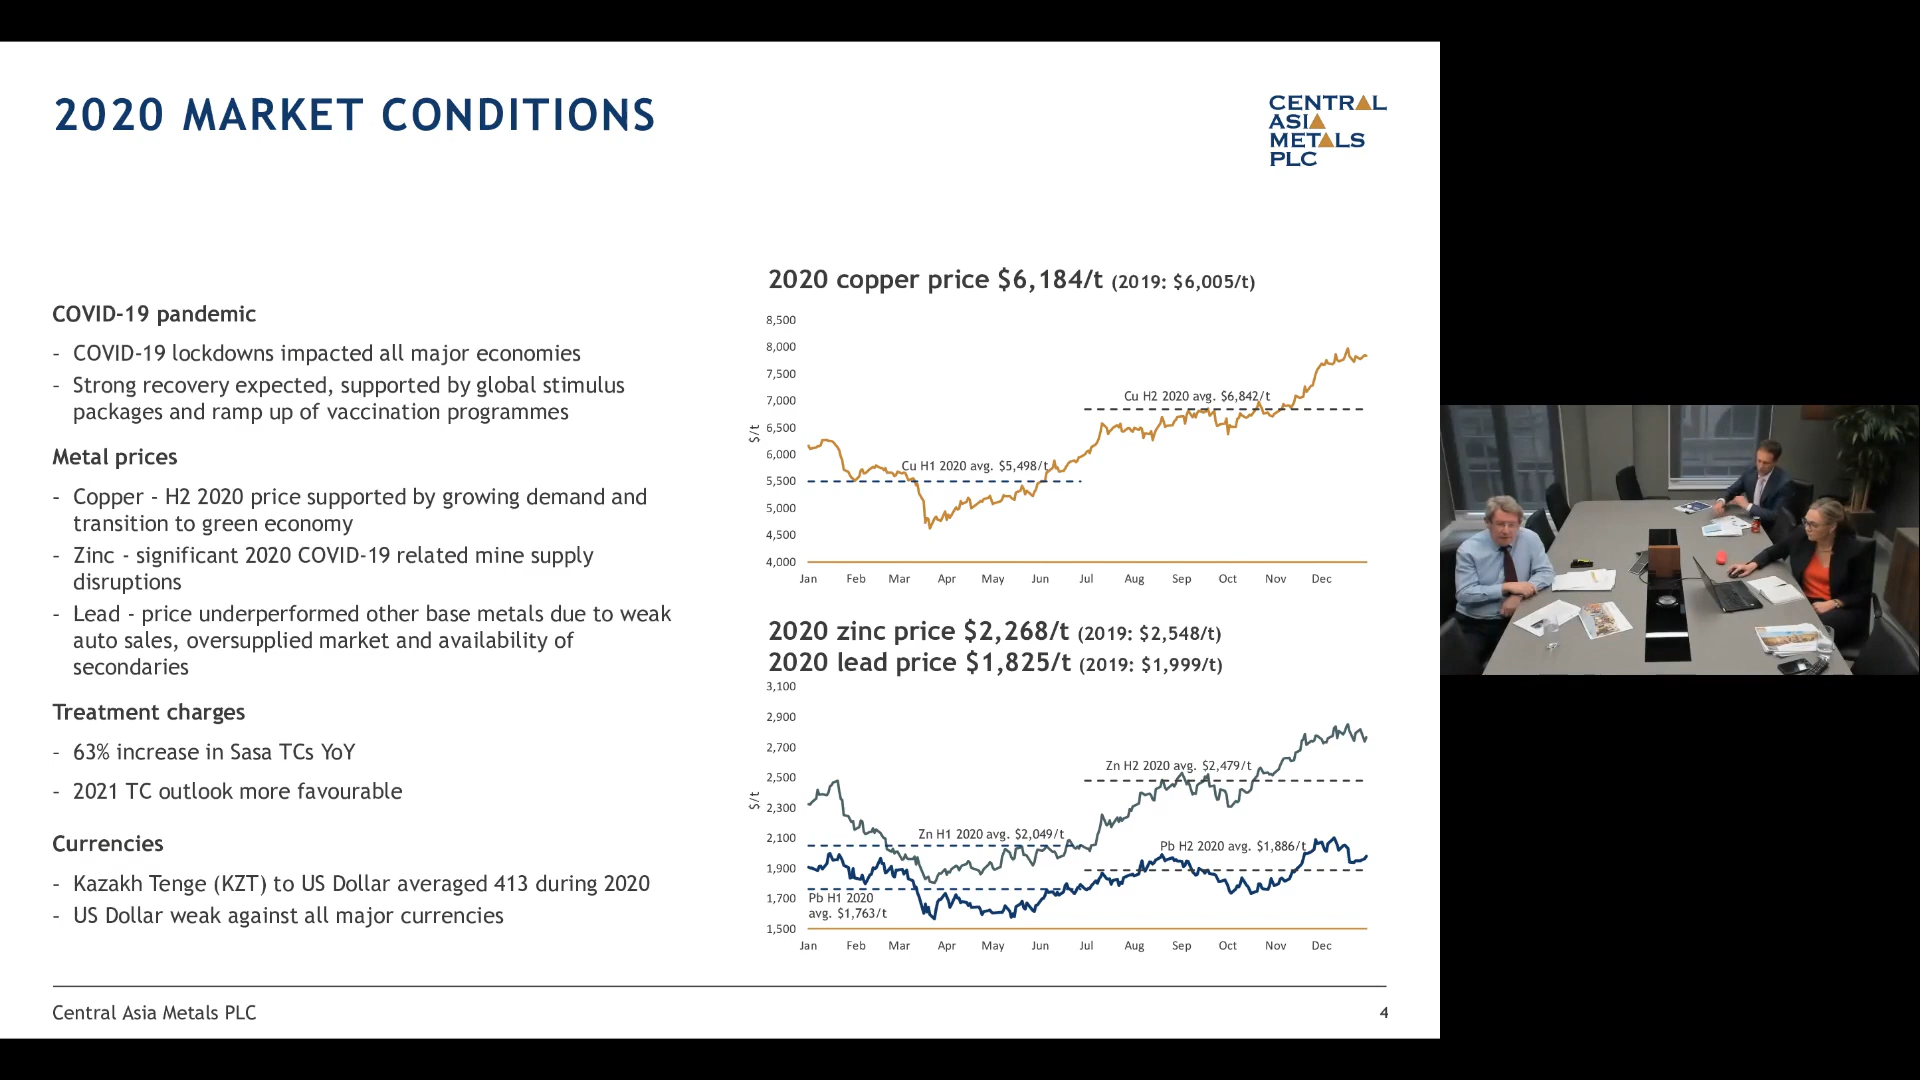 2020 MARKET CONDITIONS
CENTRAL
ASIA
METALS
PLC
COVID-19 pandemic
- COVID-19 lockdowns impacted all major economies
- Strong recovery expected, supported by global stimulus
packages and ramp up of vaccination programmes
Metal prices
- Copper - H2 2020 price supported by growing demand and
transition to green economy
- Zinc - significant 2020 COVID-19 related mine supply
disruptions
- Lead - price underperformed other base metals due to weak
auto sales, oversupplied market and availability of
secondaries
Treatment charges
- 63% increase in Sasa TCs YoY
- 2021 TC outlook more favourable
Currencies
- Kazakh Tenge (KZT) to US Dollar averaged 413 during 2020
- US Dollar weak against all major currencies
2020 copper price $6,184/t (2019: $6,005/t)
8,500
8,000
7,500
7,000
6,500
6,000
5,500
5,000
4,500
4,000
$/t
Cu H2 2020 avg. $6,842/t
Cu H1 2020 avg. $5,498/t
Jan Feb Mar Apr May Jun Jul Aug Sep Oct Nov Dec
2020 zinc price $2,268/t (2019: $2,548/t)
2020 lead price $1,825/t (2019: $1,999/t)
3,100
2,900
2,700
2,500
2,300
2,100
1,900
1,700
1,500
$/t
Zn H2 2020 avg. $2,479/t
Zn H1 2020 avg. $2,049/t
Pb H2 2020 avg. $1,886/t
Pb H1 2020
avg. $1,763/t
Jan Feb Mar Apr May Jun Jul Aug Sep Oct Nov Dec
Central Asia Metals PLC
4